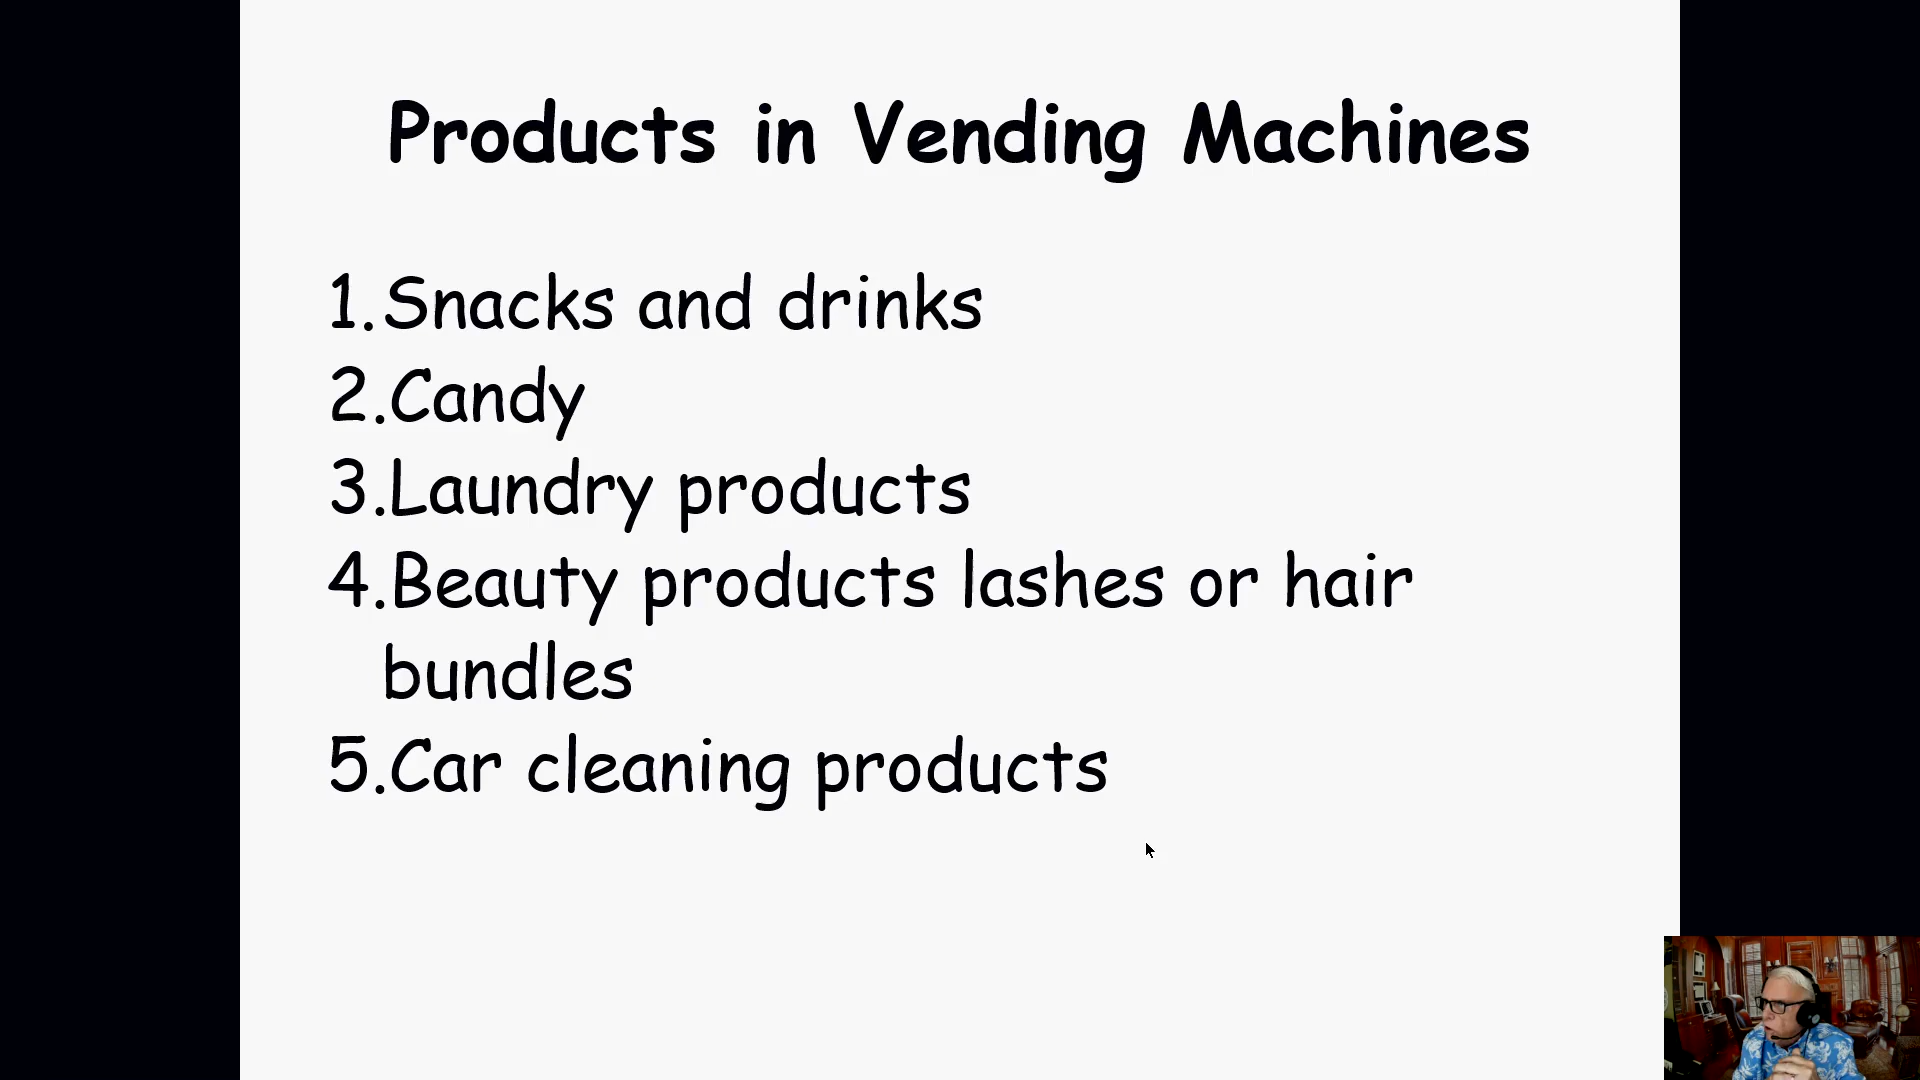 Products in Vending Machines
1.Snacks and drinks
2.Candy
3.Laundry products
4.Beauty products lashes or hair
bundles
5.Car cleaning products